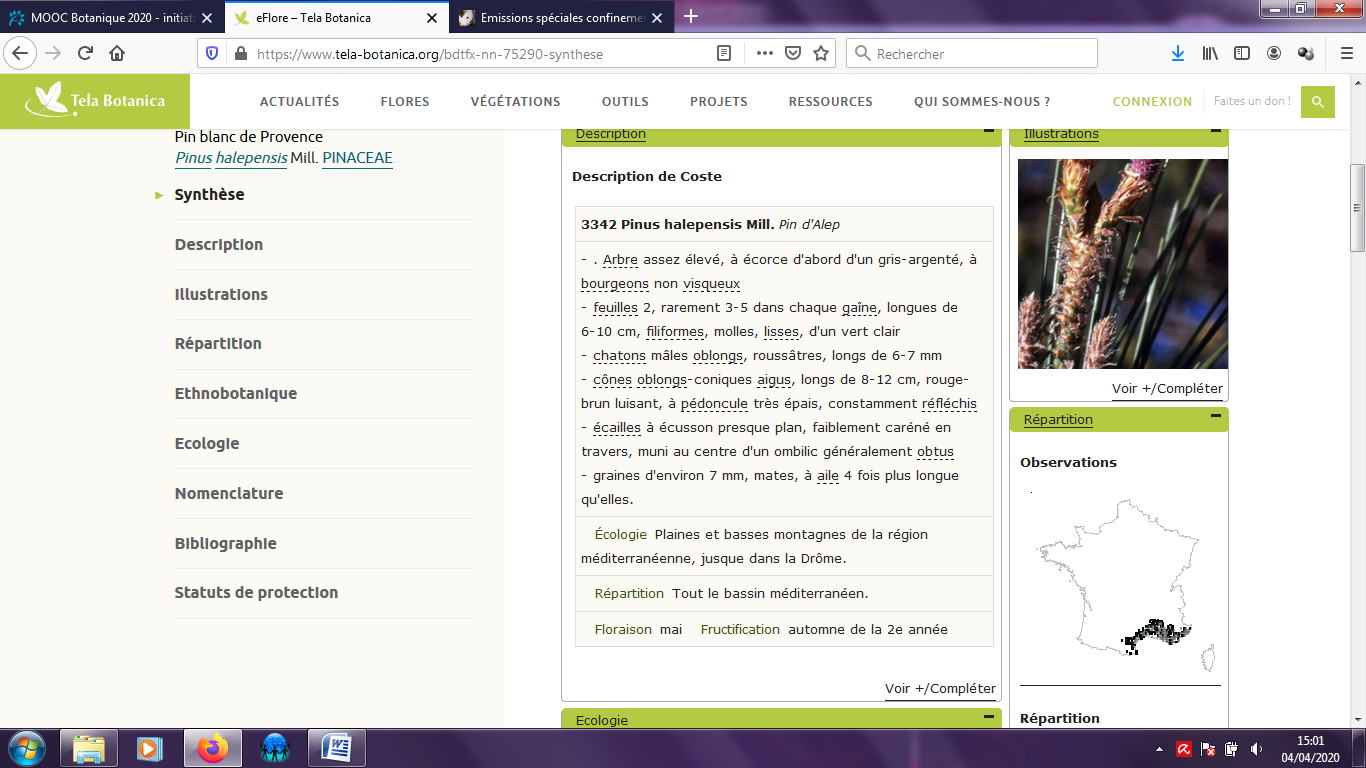 MOOC Botanique 2020 - initiati
eFlore – Tela Botanica
Emissions spéciales confineme
https://www.tela-botanica.org/bdtfx-nn-75290-synthese
Rechercher
Tela Botanica
ACTUALITÉS
FLORES
VÉGÉTATIONS
OUTILS
PROJETS
RESSOURCES
QUI SOMMES-NOUS ?
CONNEXION
Faites un don !
Pin blanc de Provence
Pinus halepensis Mill. PINACEAE
Synthèse
Description
Illustrations
Répartition
Ethnobotanique
Ecologie
Nomenclature
Bibliographie
Statuts de protection
Description
Description de Coste
3342 Pinus halepensis Mill. Pin d'Alep
- . Arbre assez élevé, à écorce d'abord d'un gris-argenté, à
bourgeons non visqueux
- feuilles 2, rarement 3-5 dans chaque gaîne, longues de
6-10 cm, filiformes, molles, lisses, d'un vert clair
- chatons mâles oblongs, roussâtres, longs de 6-7 mm
- cônes oblongs-coniques aigus, longs de 8-12 cm, rouge-
brun luisant, à pédoncule très épais, constamment réfléchis
- écailles à écusson presque plan, faiblement caréné en
travers, muni au centre d'un ombilic généralement obtus
- graines d'environ 7 mm, mates, à aile 4 fois plus longue
qu'elles.
Écologie Plaines et basses montagnes de la région
méditerranéenne, jusque dans la Drôme.
Répartition Tout le bassin méditerranéen.
Floraison mai Fructification automne de la 2e année
Voir +/Compléter
Ecologie
Illustrations
Voir +/Compléter
Répartition
Observations
Répartition
15:01
04/04/2020